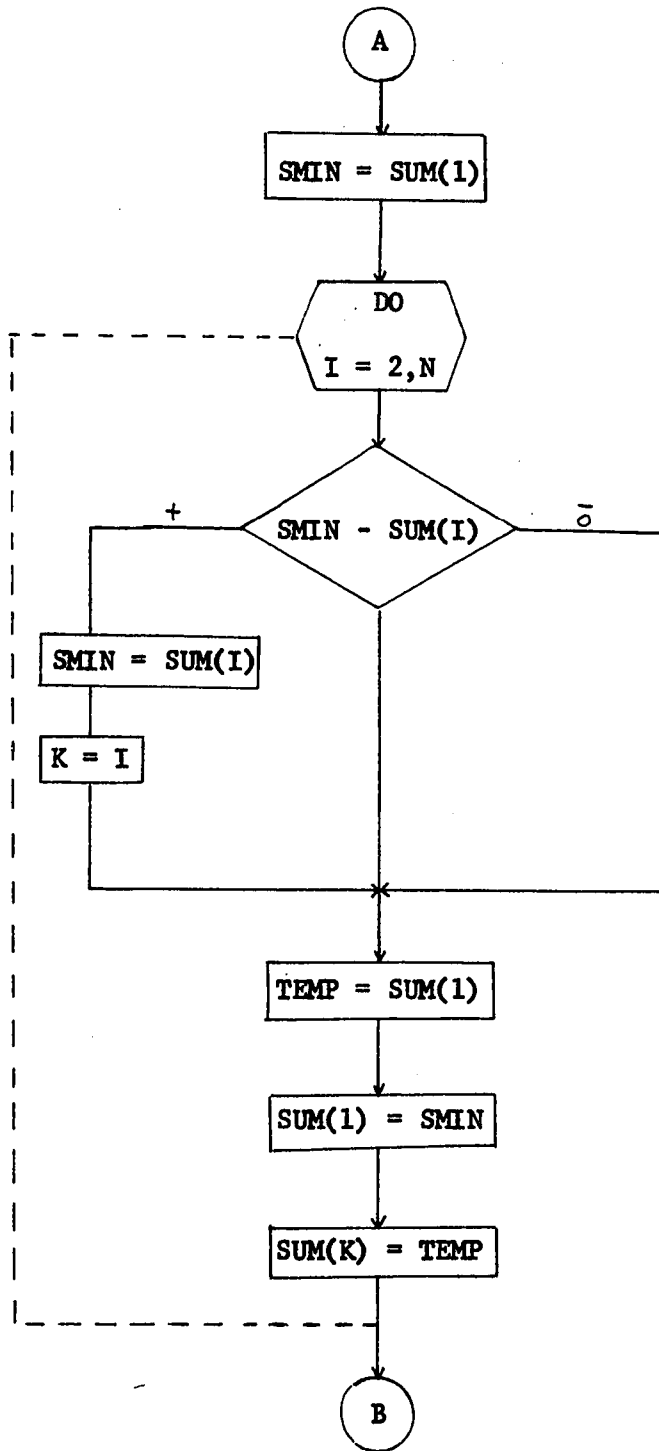 A
SMIN = SUM(1)
DO
I = 2,N
SMIN - SUM(I)
+
-
0
SMIN = SUM(I)
K = I
TEMP = SUM(1)
SUM(1) = SMIN
SUM(K) = TEMP
B